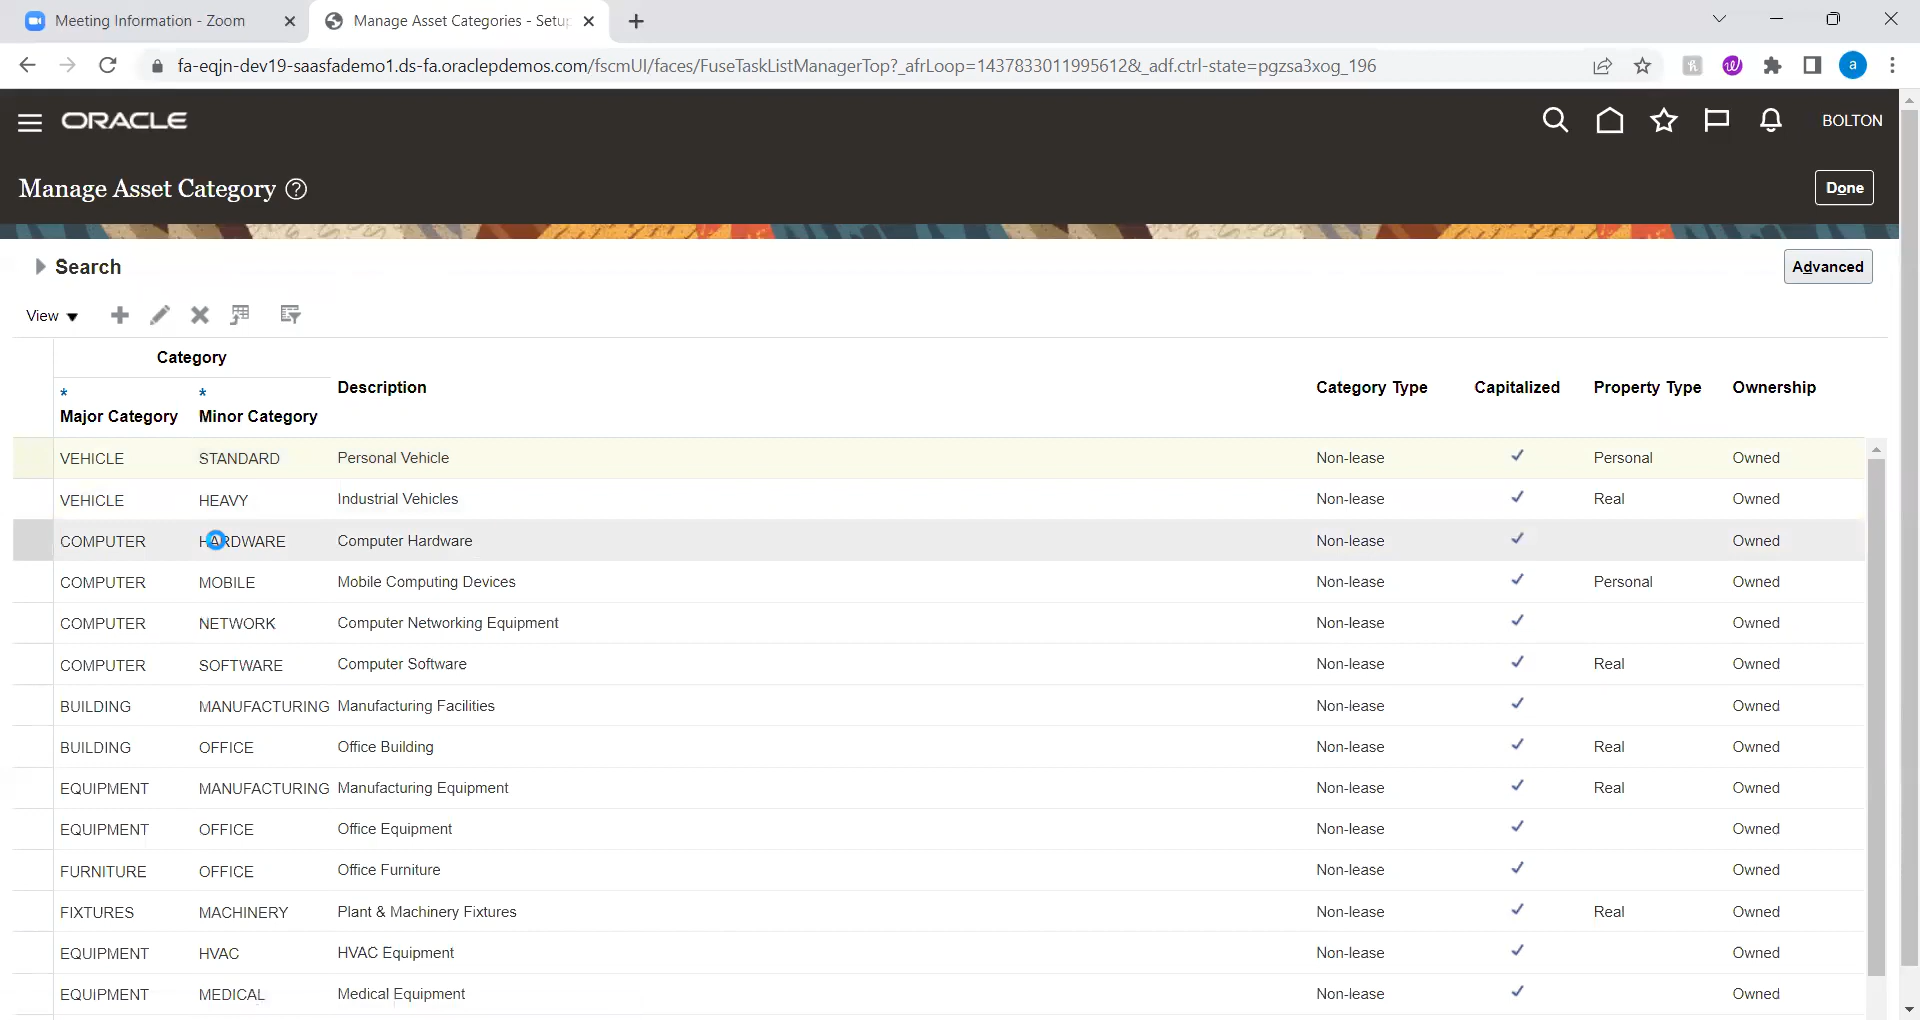 Meeting Information - Zoom
Manage Asset Categories - Setup
fa-eqjn-dev19-saasfademo1.ds-fa.oraclepdemos.com/fscmUI/faces/FuseTaskListManagerTop?_afrLoop=14378330119956128&_adf.ctrl-state=pgzsa3xog_196
a
ORACLE
BOLTON
Manage Asset Category ?
Done
Search
Advanced
View
Category
* Major Category * Minor Category Description Category Type Capitalized Property Type Ownership
VEHICLE STANDARD Personal Vehicle Non-lease Personal Owned
VEHICLE HEAVY Industrial Vehicles Non-lease Real Owned
COMPUTER HARDWARE Computer Hardware Non-lease Owned
COMPUTER MOBILE Mobile Computing Devices Non-lease Personal Owned
COMPUTER NETWORK Computer Networking Equipment Non-lease Owned
COMPUTER SOFTWARE Computer Software Non-lease Real Owned
BUILDING MANUFACTURING Manufacturing Facilities Non-lease Owned
BUILDING OFFICE Office Building Non-lease Real Owned
EQUIPMENT MANUFACTURING Manufacturing Equipment Non-lease Real Owned
EQUIPMENT OFFICE Office Equipment Non-lease Owned
FURNITURE OFFICE Office Furniture Non-lease Owned
FIXTURES MACHINERY Plant & Machinery Fixtures Non-lease Real Owned
EQUIPMENT HVAC HVAC Equipment Non-lease Owned
EQUIPMENT MEDICAL Medical Equipment Non-lease Owned